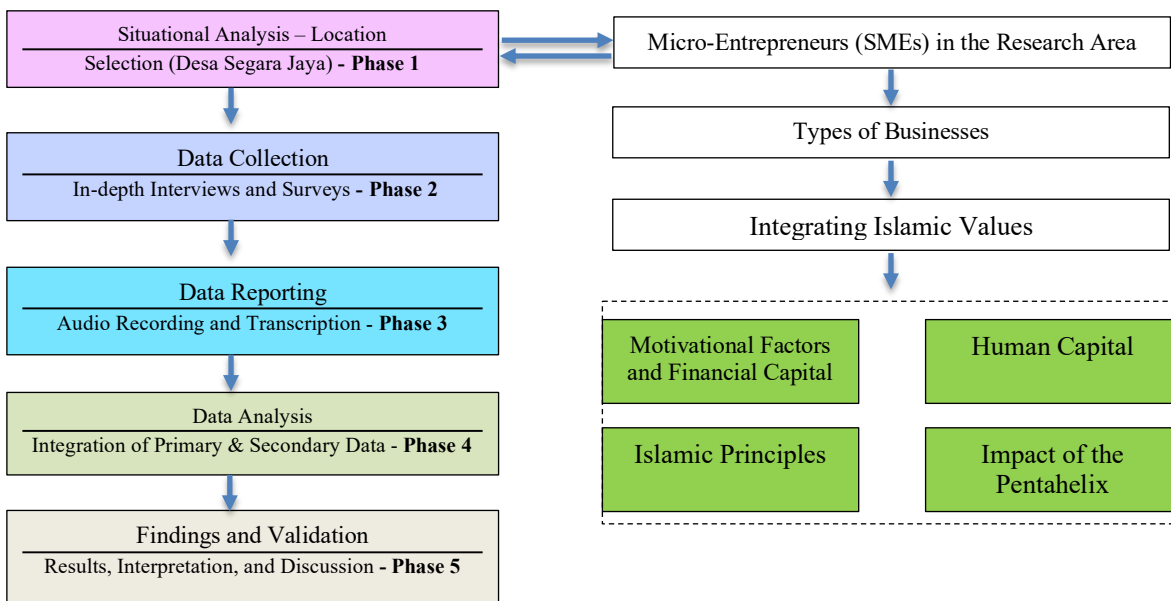 Situational Analysis – Location
Selection (Desa Segara Jaya) - Phase 1
Data Collection
In-depth Interviews and Surveys - Phase 2
Data Reporting
Audio Recording and Transcription - Phase 3
Data Analysis
Integration of Primary & Secondary Data - Phase 4
Findings and Validation
Results, Interpretation, and Discussion - Phase 5
Micro-Entrepreneurs (SMEs) in the Research Area
Types of Businesses
Integrating Islamic Values
Motivational Factors
and Financial Capital
Human Capital
Islamic Principles
Impact of the
Pentahelix